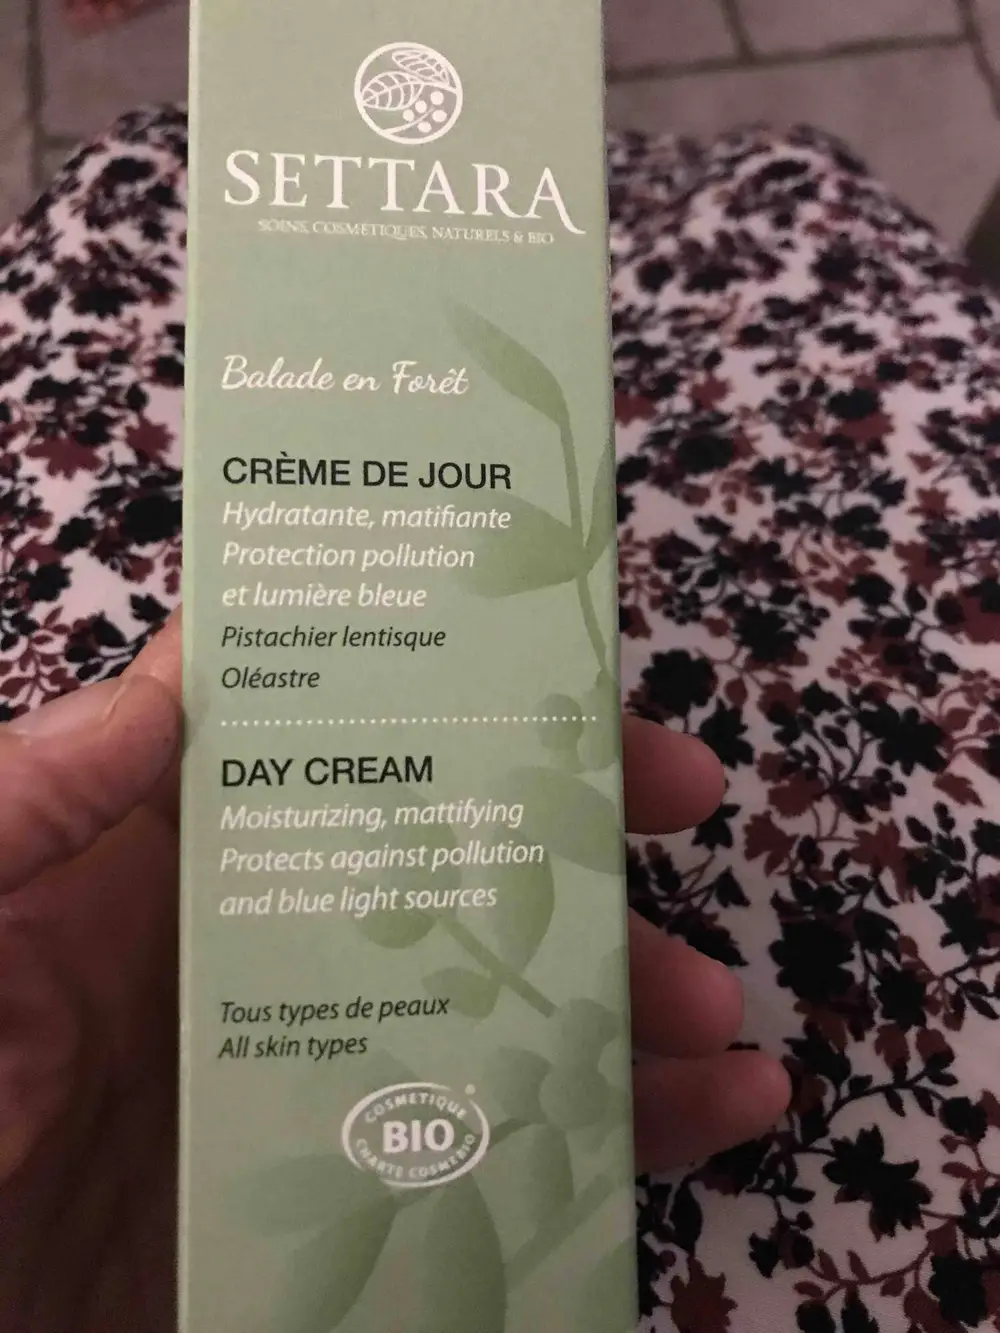 SETTARA
SOINS, COSMÉTIQUES, NATURELS & BIO
Balade en Forêt
CRÈME DE JOUR
Hydratante, matifiante
Protection pollution
et lumière bleue
Pistachier lentisque
Oléastre
DAY CREAM
Moisturizing, mattifying
Protects against pollution
and blue light sources
Tous types de peaux
All skin types
COSMETIQUE
BIO
CHARTE COSMEBIO